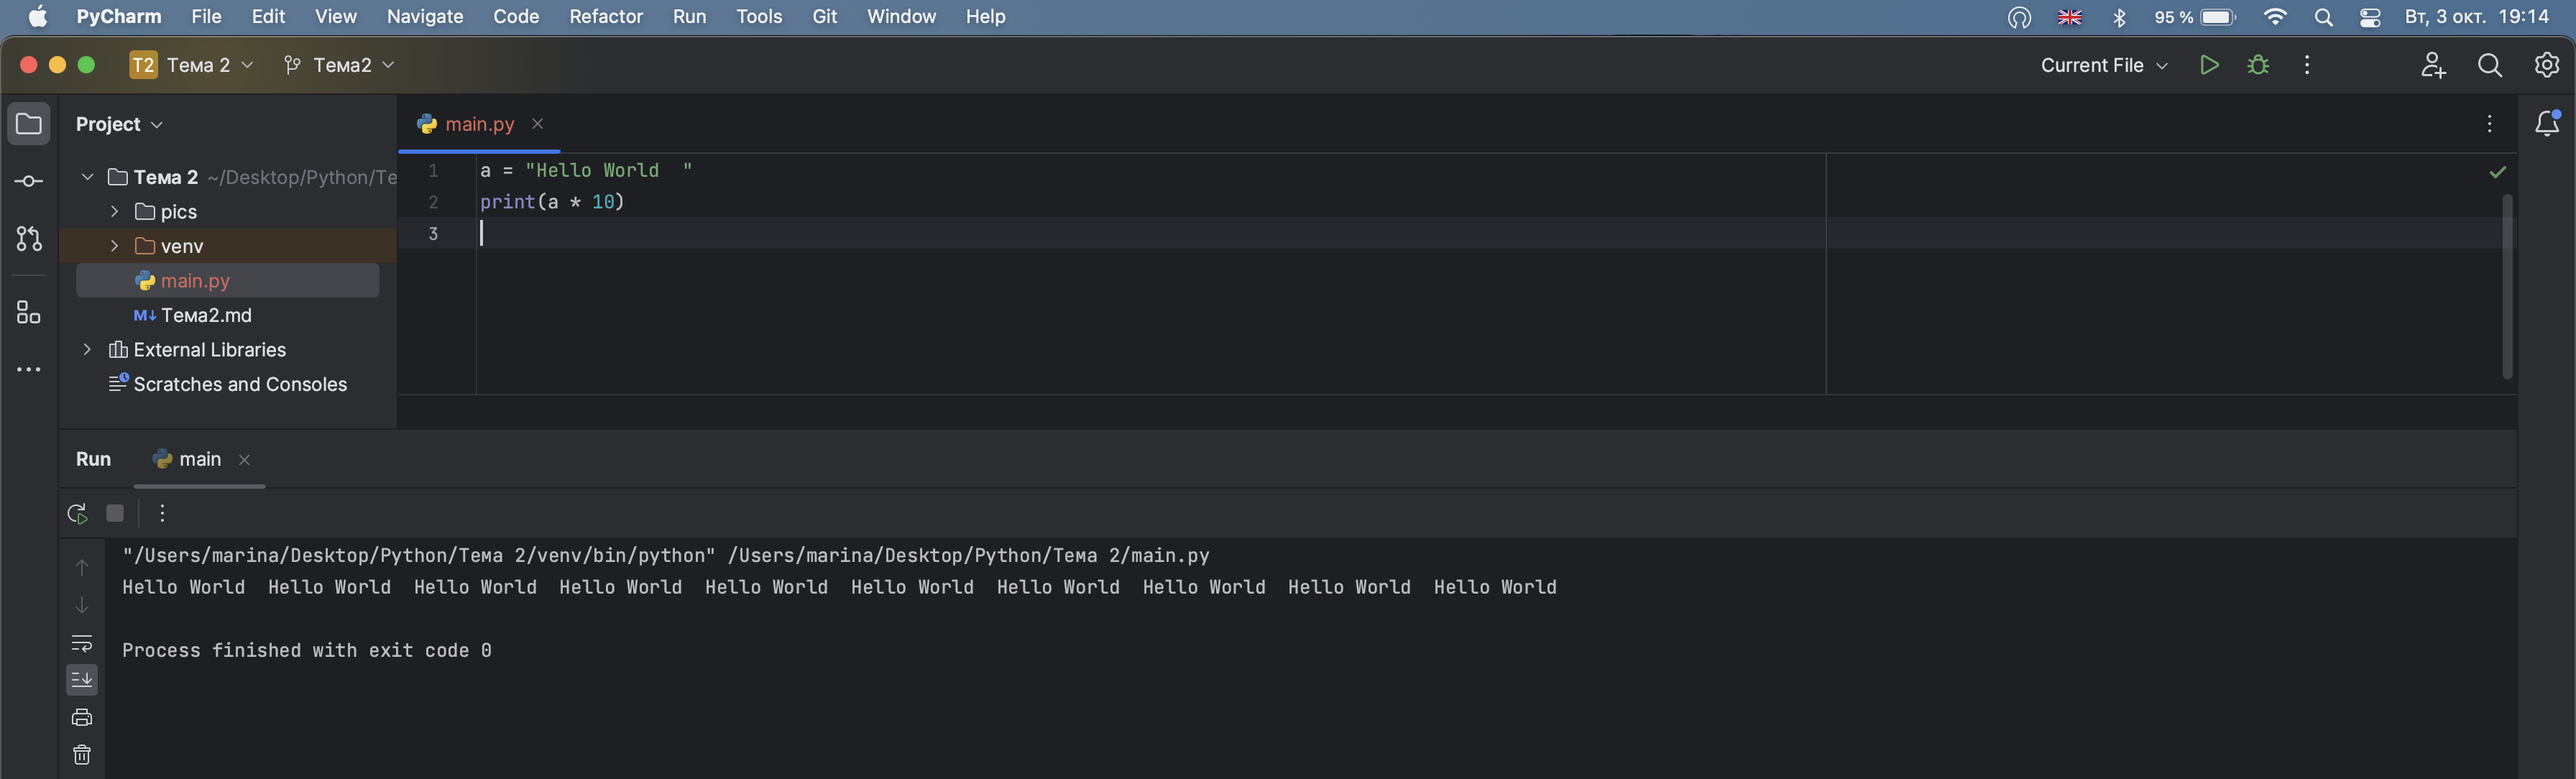 PyCharm File Edit View Navigate Code Refactor Run Tools Git Window Help 95 % Вт, 3 окт. 19:14
T2 Тема 2 Тема2 Current File
Project
main.py
Тема 2 ~/Desktop/Python/Te
pics
venv
main.py
M↓ Тема2.md
External Libraries
Scratches and Consoles
1 a = "Hello World  "
2 print(a * 10)
3
Run main
"/Users/marina/Desktop/Python/Тема 2/venv/bin/python" /Users/marina/Desktop/Python/Тема 2/main.py
Hello World  Hello World  Hello World  Hello World  Hello World  Hello World  Hello World  Hello World  Hello World  Hello World
Process finished with exit code 0